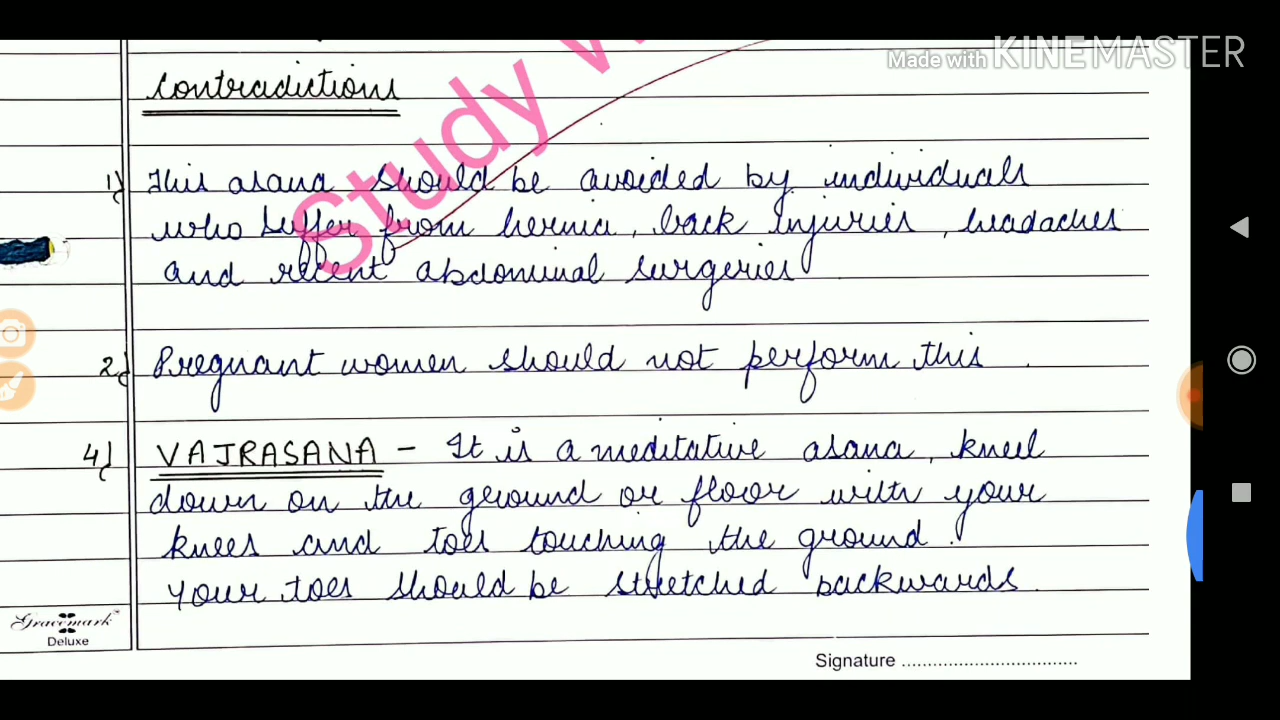 Made with KINEMASTER
Contradictions
Study
1) This asana should be avoided by individuals
who suffer from hernia, back injuries, headaches
and recent abdominal surgeries
2) Pregnant women should not perform this .
4) VAJRASANA - It is a meditative asana, kneel
down on the ground or floor with your
knees and toes touching the ground.
Your toes should be stretched backwards.
Gracemark
Deluxe
Signature ..................................